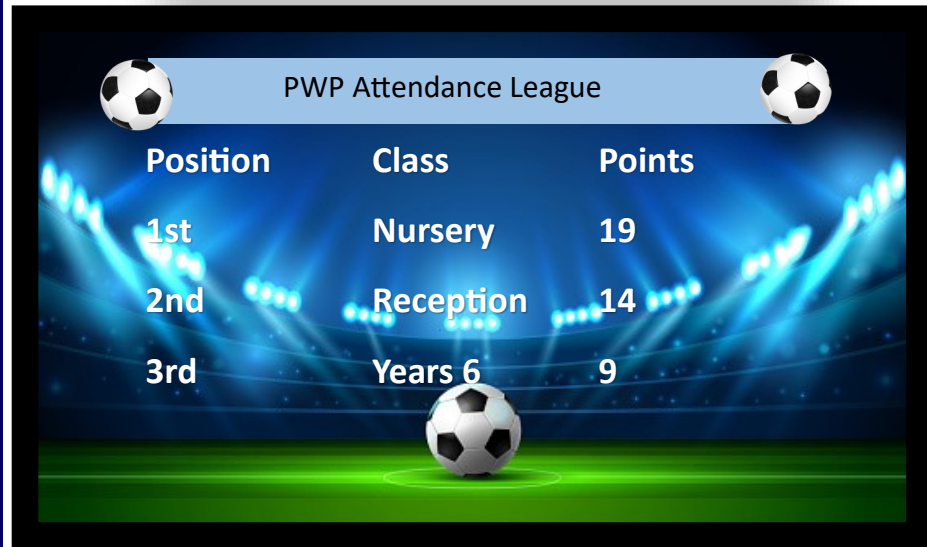 PWP Attendance League
Position Class Points
1st Nursery 19
2nd Reception 14
3rd Years 6 9